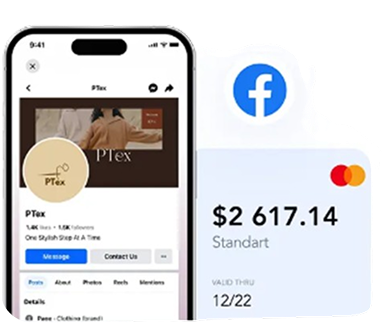 9:41
PTex
PTex
PTex
PTex
1.4K likes • 1.5K followers
One Stylish Step At A Time
Message
Contact Us
Posts About Photos Reels Mentions
Details
Page · Clothing (brand)
$2 617.14
Standart
VALID THRU
12/22